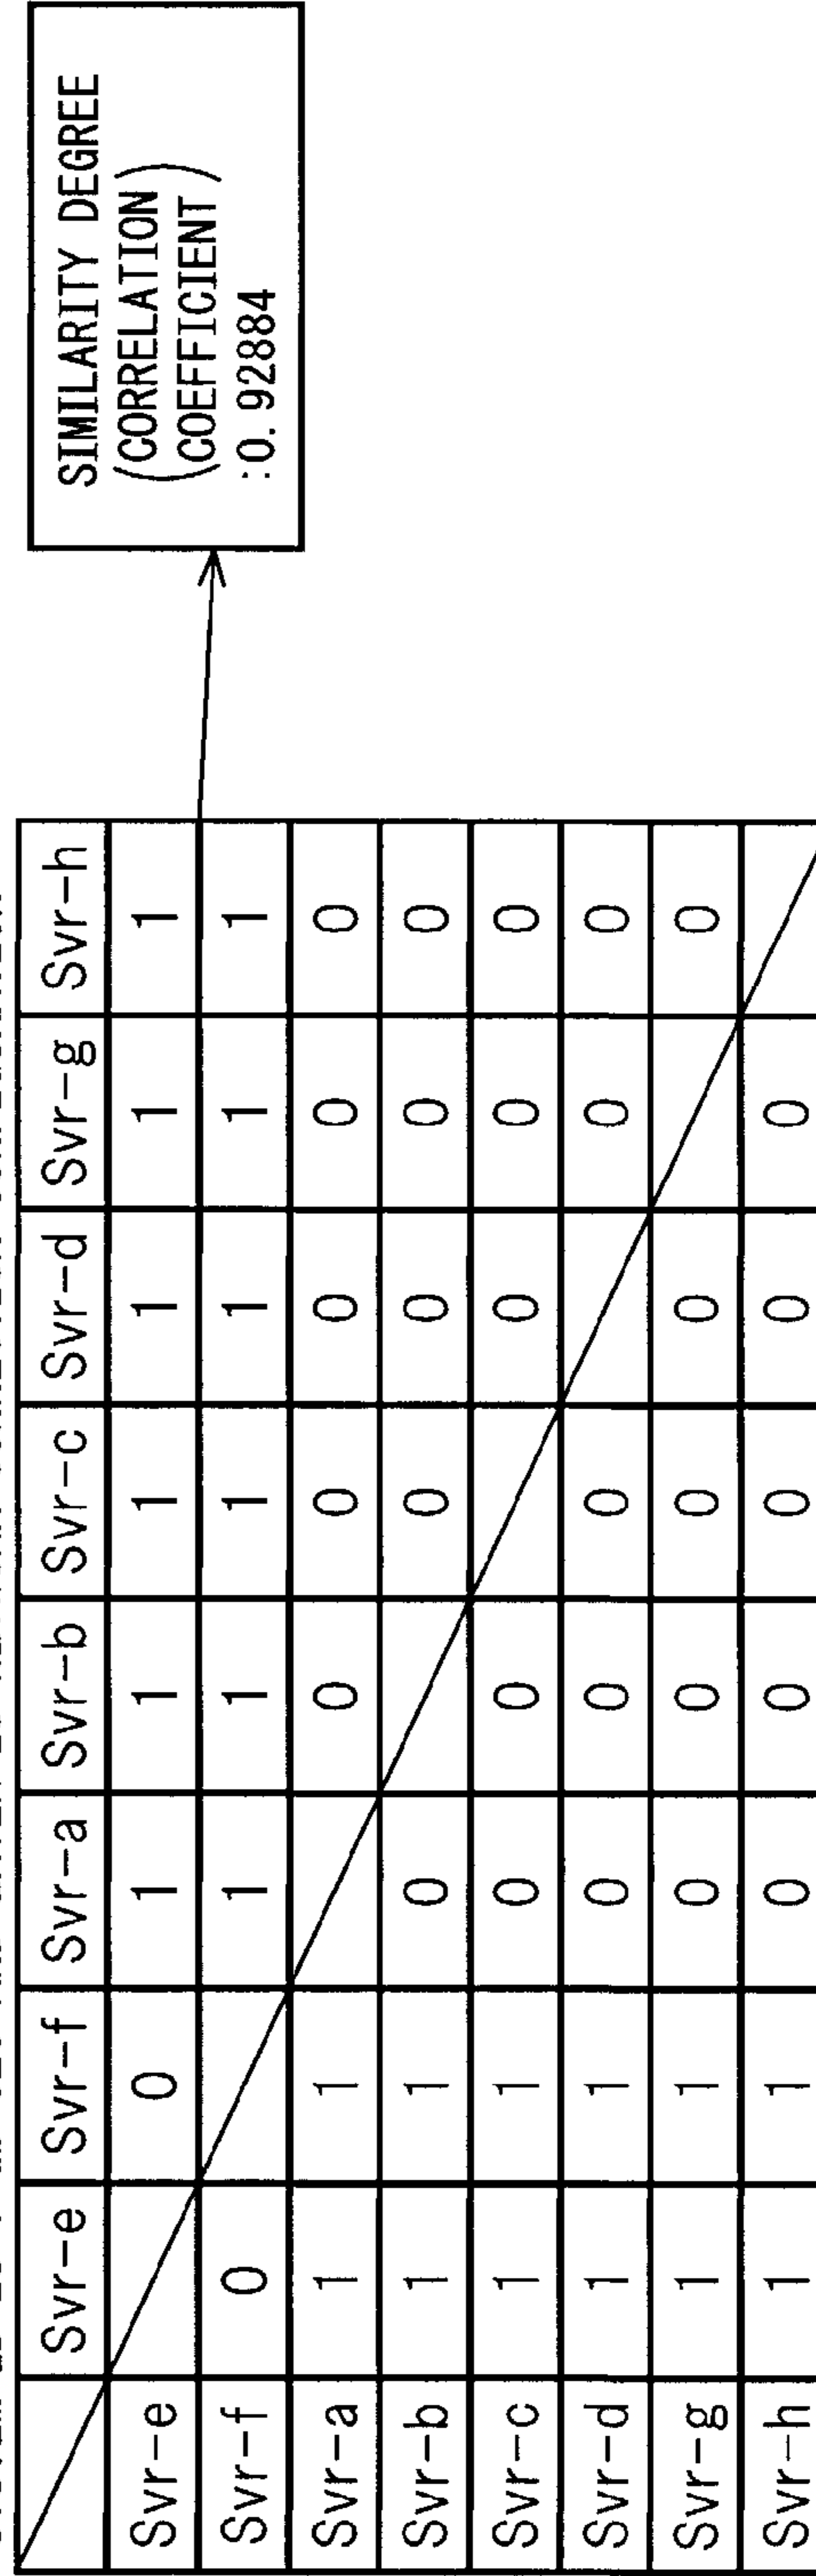 Svr-e Svr-f Svr-a Svr-b Svr-c Svr-d Svr-g Svr-h
Svr-e 0 1 1 1 1 1 1
Svr-f 0 1 1 1 1 1 1
Svr-a 1 1 0 0 0 0 0
Svr-b 1 1 0 0 0 0 0
Svr-c 1 1 0 0 0 0 0
Svr-d 1 1 0 0 0 0 0
Svr-g 1 1 0 0 0 0 0
Svr-h 1 1 0 0 0 0 0
SIMILARITY DEGREE
(CORRELATION
COEFFICIENT)
:0.92884